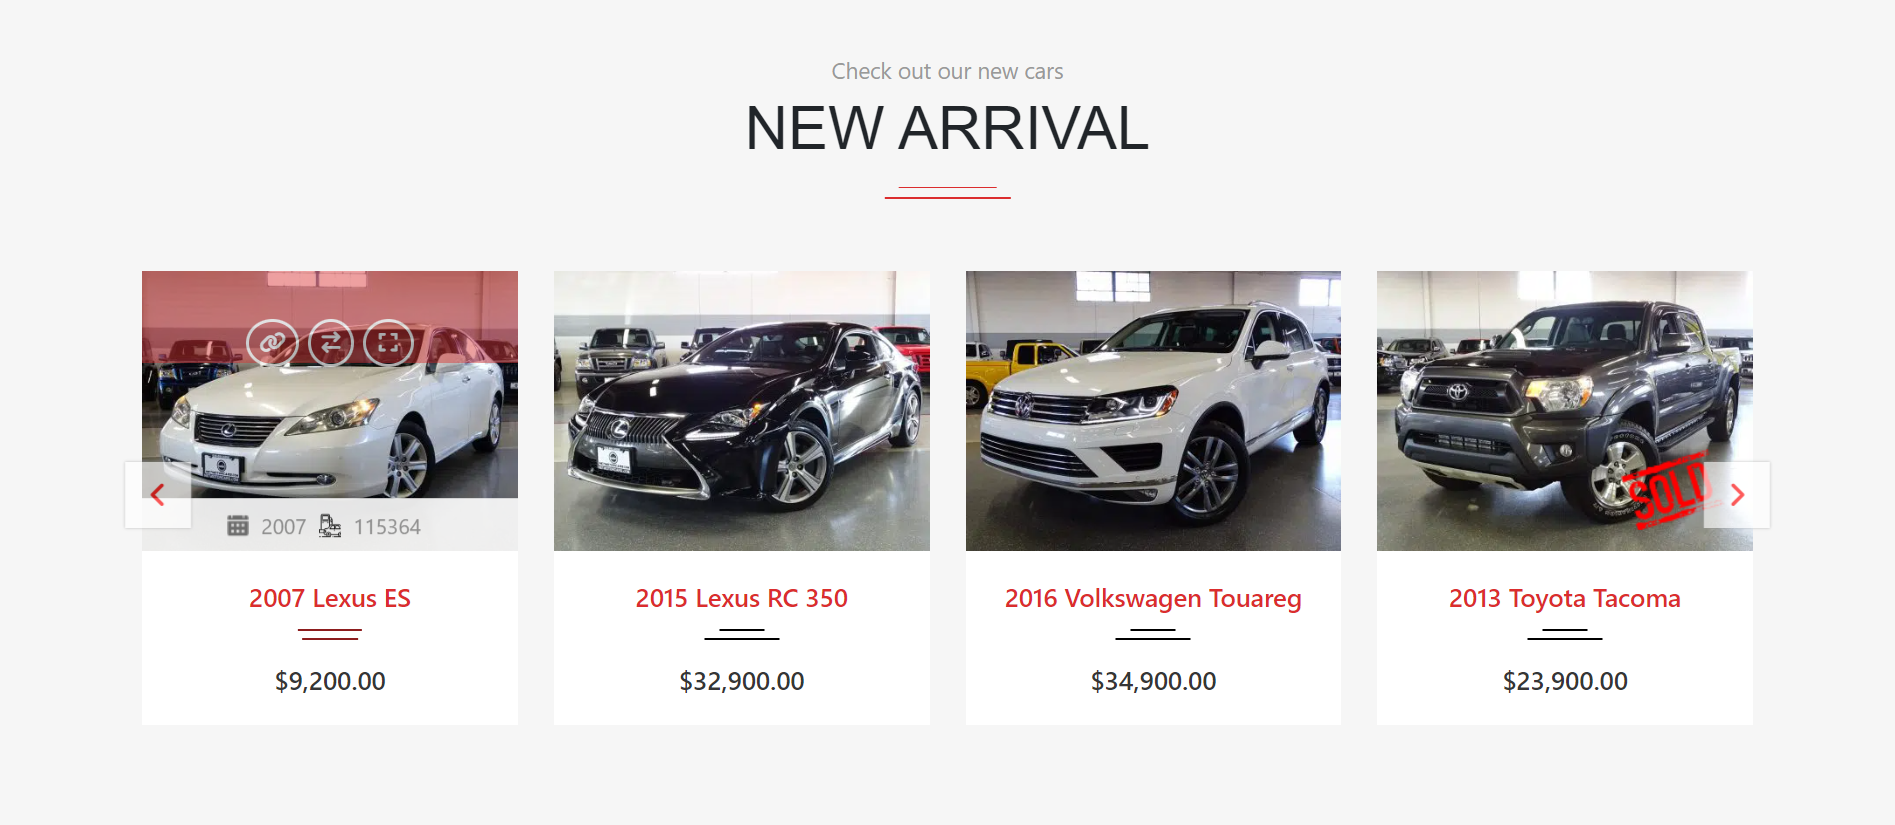 Check out our new cars
NEW ARRIVAL
2007 115364
SOLD
2007 Lexus ES
2015 Lexus RC 350
2016 Volkswagen Touareg
2013 Toyota Tacoma
$9,200.00
$32,900.00
$34,900.00
$23,900.00